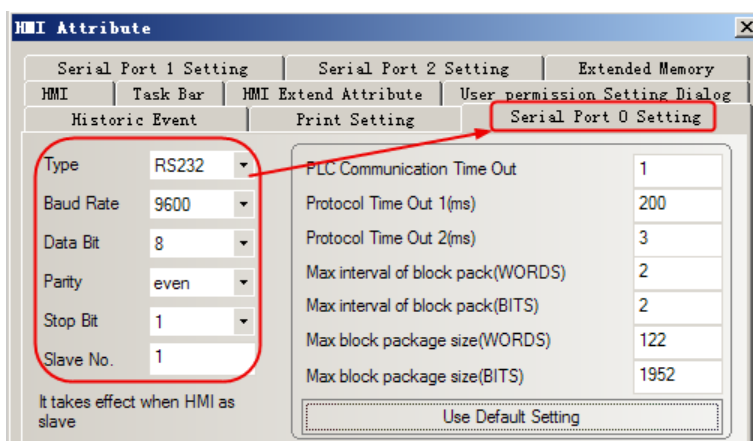 HMI Attribute
Serial Port 1 Setting Serial Port 2 Setting Extended Memory
HMI Task Bar HMI Extend Attribute User permission Setting Dialog
Historic Event Print Setting Serial Port 0 Setting
Type RS232
Baud Rate 9600
Data Bit 8
Parity even
Stop Bit 1
Slave No. 1
It takes effect when HMI as
slave
PLC Communication Time Out 1
Protocol Time Out 1(ms) 200
Protocol Time Out 2(ms) 3
Max interval of block pack(WORDS) 2
Max interval of block pack(BITS) 2
Max block package size(WORDS) 122
Max block package size(BITS) 1952
Use Default Setting